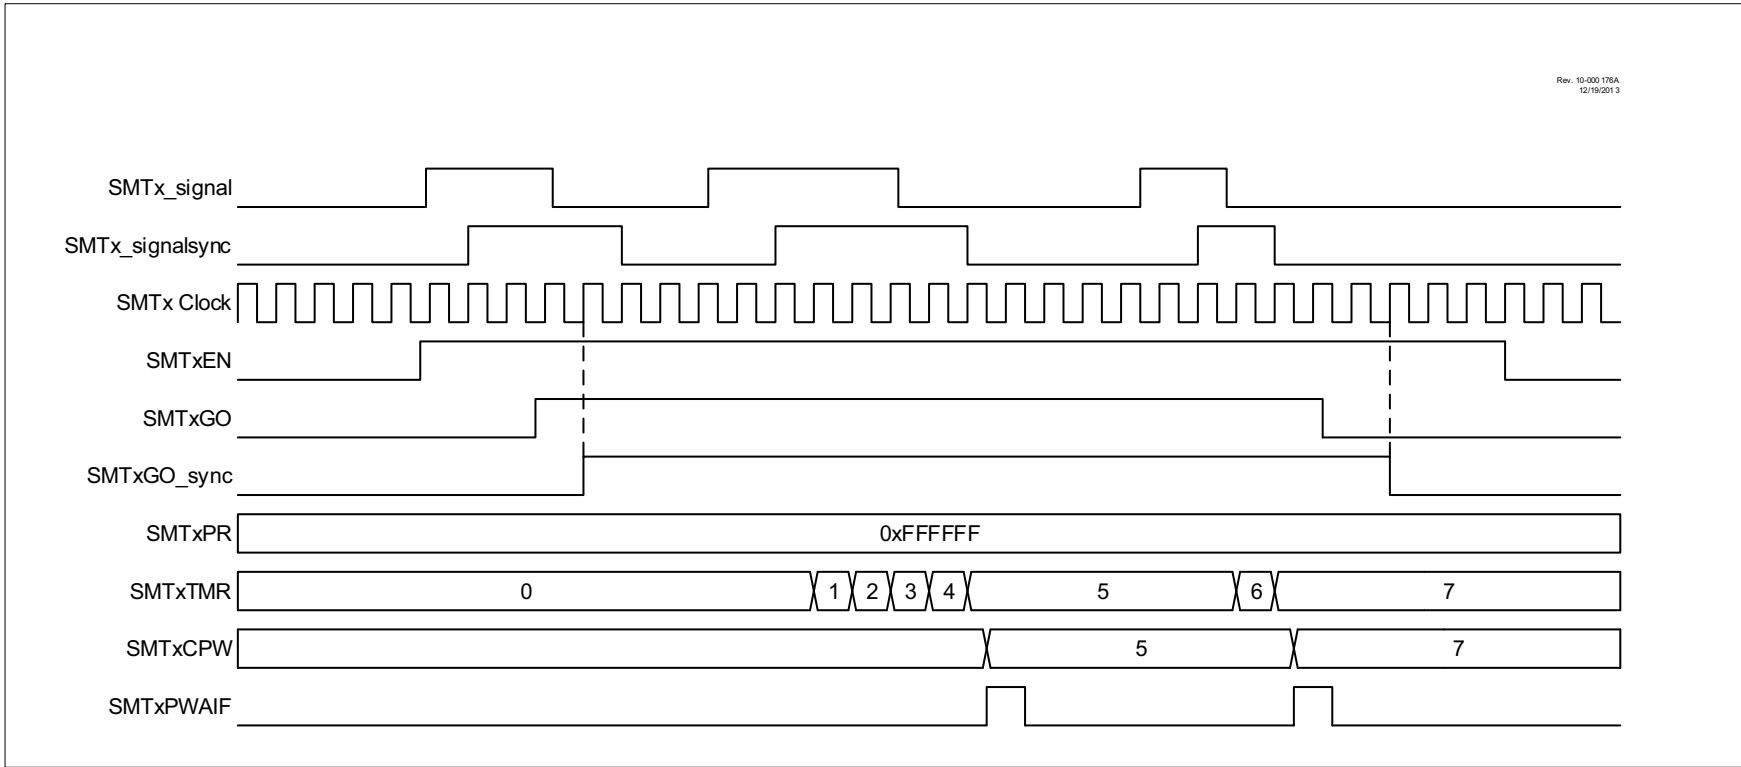 Rev. 10-000 176A
12/19/201 3
SMTx_signal
SMTx_signalsync
SMTx Clock
SMTxEN
SMTxGO
SMTxGO_sync
SMTxPR 0xFFFFFF
SMTxTMR 0 1 2 3 4 5 6 7
SMTxCPW 5 7
SMTxPWAIF